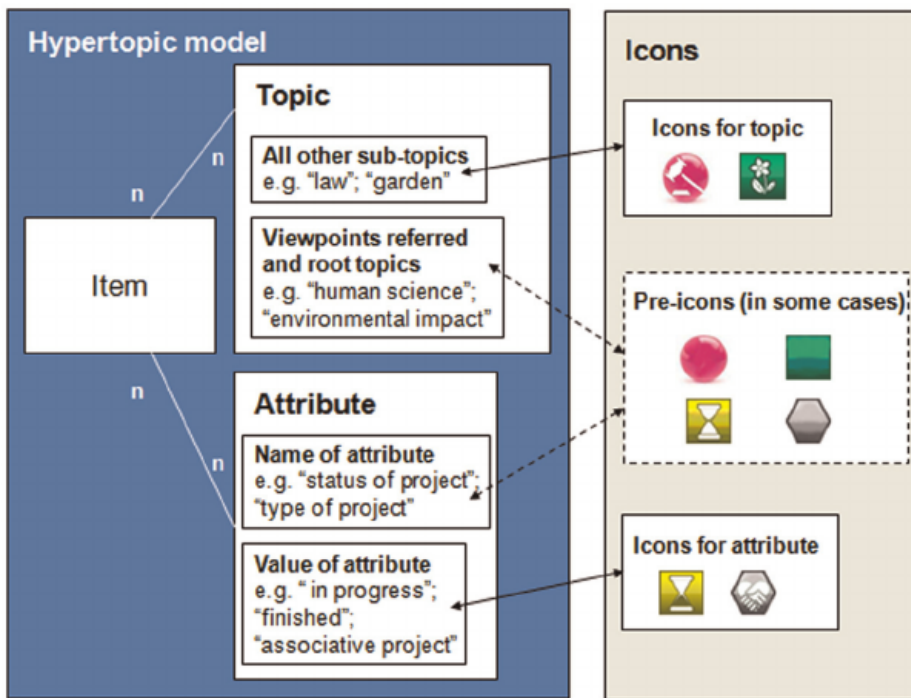 Hypertopic model
Topic
All other sub-topics
e.g. “law”; “garden”
Viewpoints referred
and root topics
e.g. “human science”;
“environmental impact”
n
n
Item
n
n
Attribute
Name of attribute
e.g. “status of project”;
“type of project”
Value of attribute
e.g. “ in progress”;
“finished”;
“associative project”
Icons
Icons for topic
Pre-icons (in some cases)
Icons for attribute